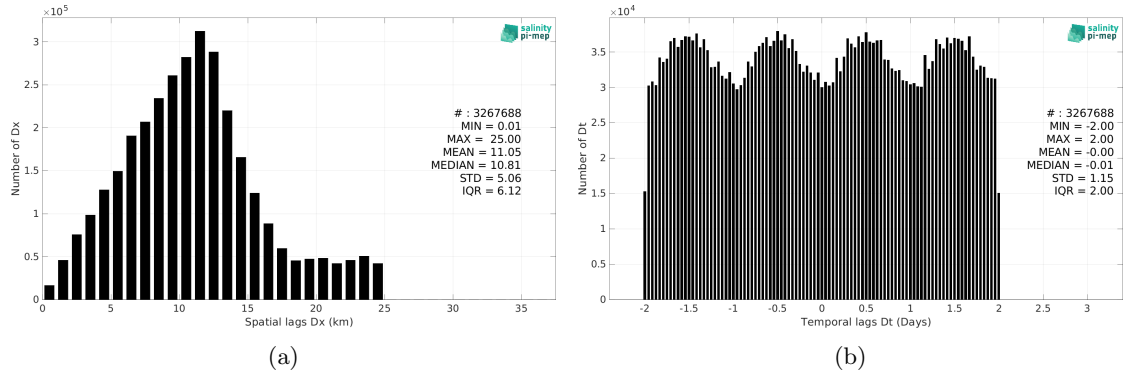 ×10^5
3
2.5
2
1.5
1
0.5
0
0
5
10
15
20
25
30
35
Number of Dx
Spatial lags Dx (km)
salinity
pi-mep
# : 3267688
MIN = 0.01
MAX = 25.00
MEAN = 11.05
MEDIAN = 10.81
STD = 5.06
IQR = 6.12
(a)
×10^4
3.5
3
2.5
2
1.5
1
0.5
0
-2
-1.5
-1
-0.5
0
0.5
1
1.5
2
2.5
3
Number of Dt
Temporal lags Dt (Days)
salinity
pi-mep
# : 3267688
MIN = -2.00
MAX = 2.00
MEAN = -0.00
MEDIAN = -0.01
STD = 1.15
IQR = 2.00
(b)